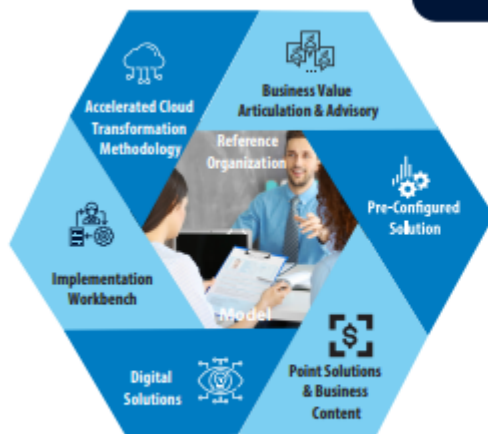 Accelerated Cloud
Transformation
Methodology
Business Value
Articulation & Advisory
Reference
Organization
Pre-Configured
Solution
Implementation
Workbench
Model
Digital
Solutions
Point Solutions
& Business
Content